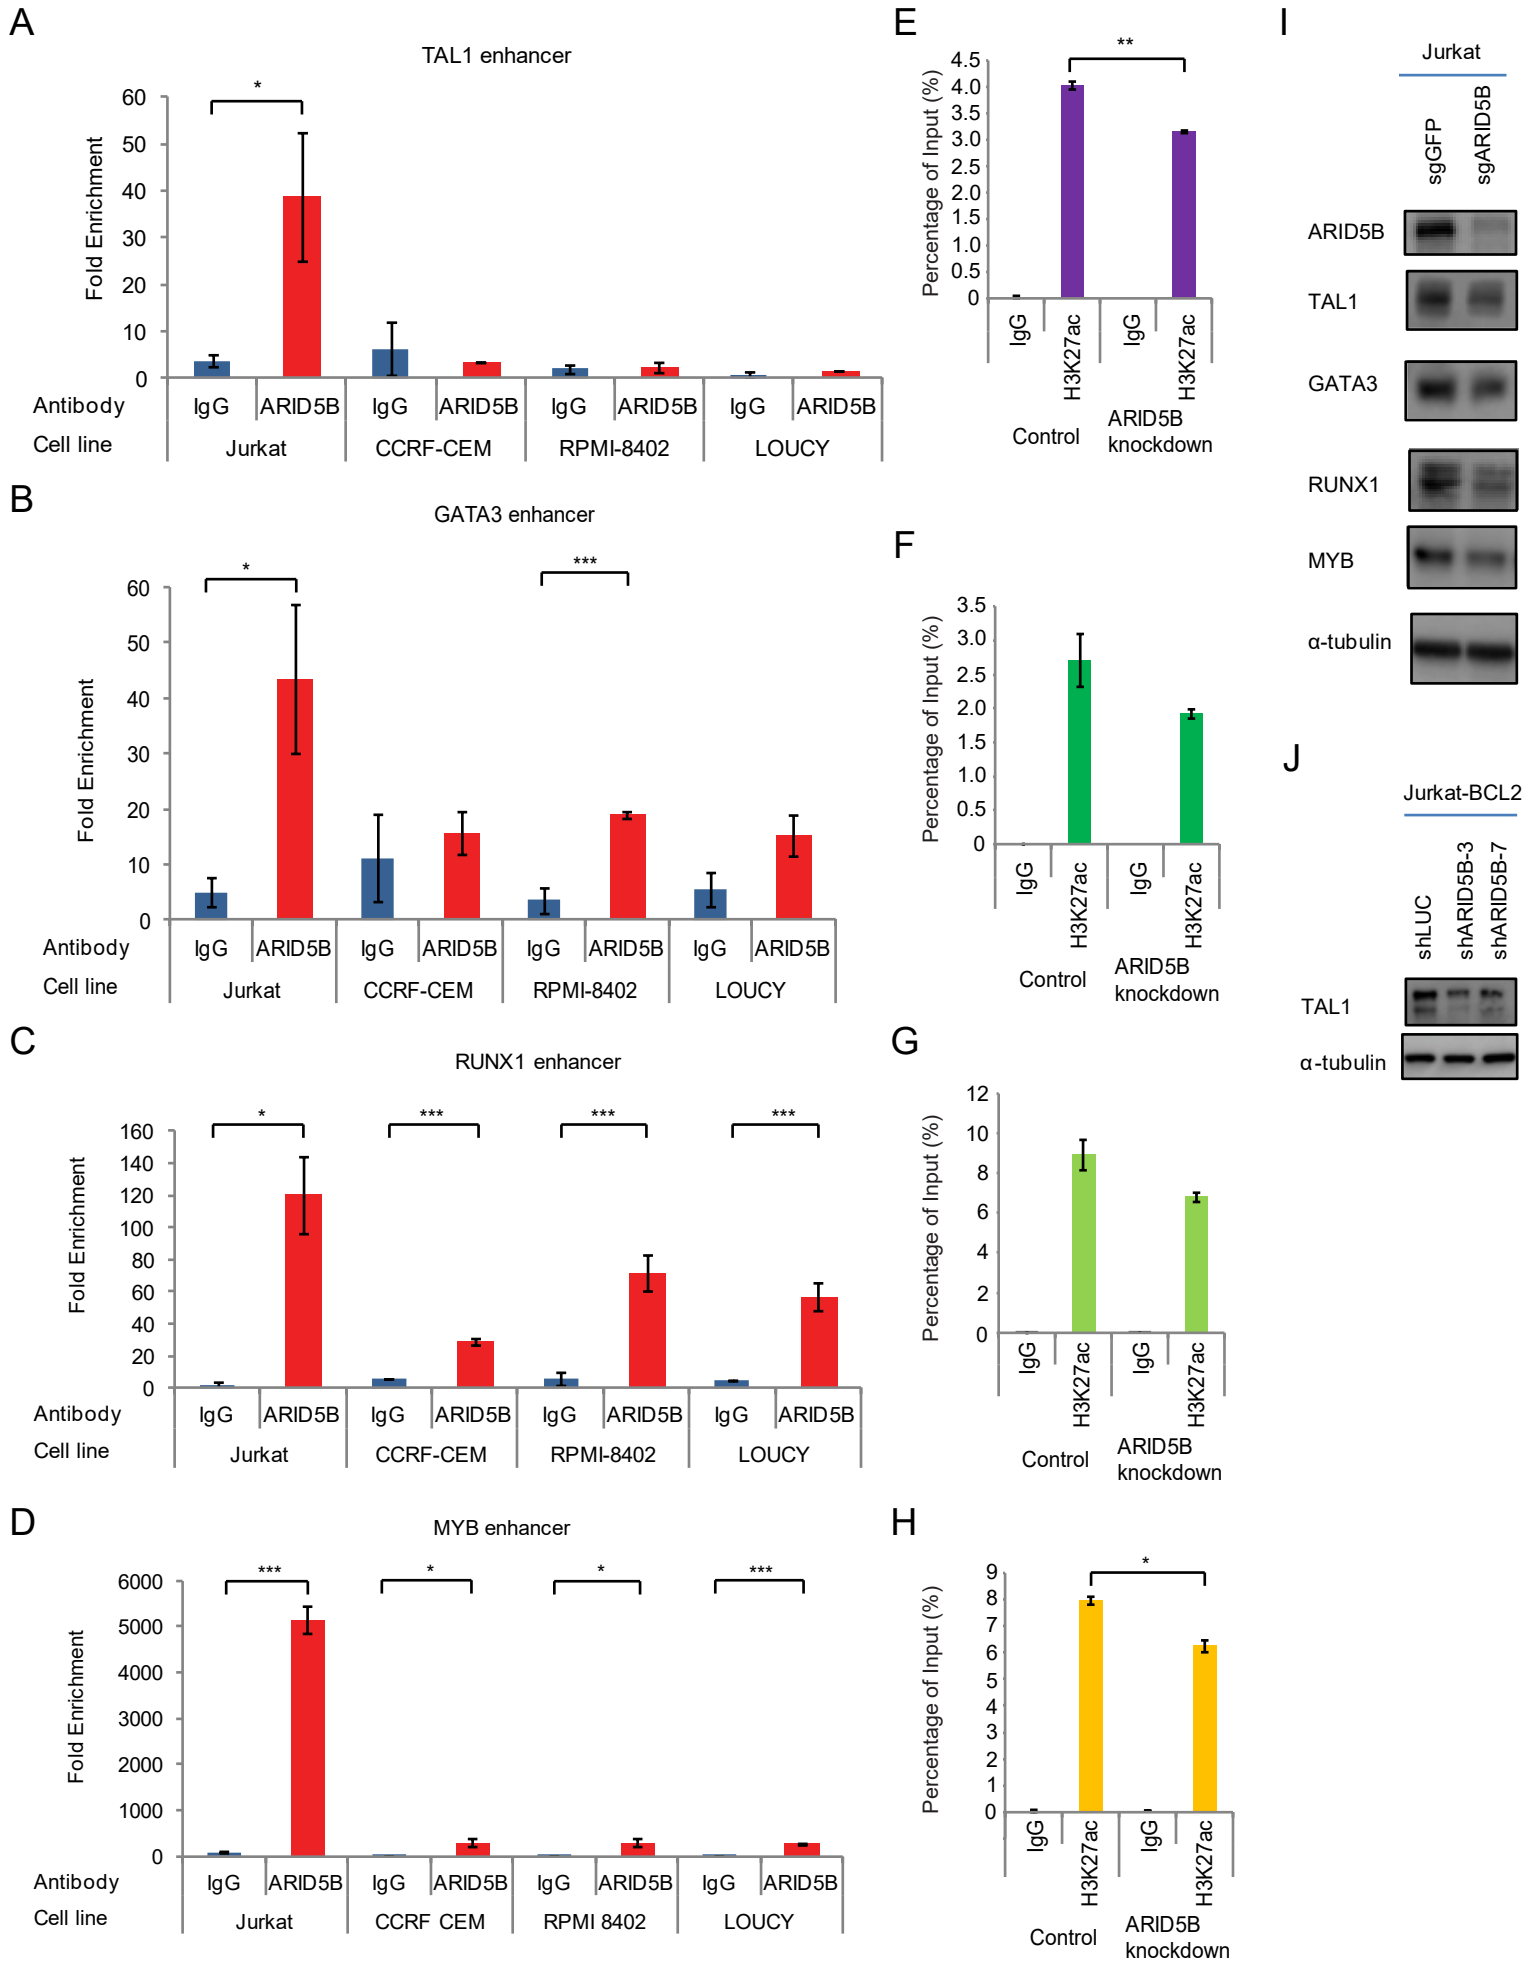 A
TAL1 enhancer
*
Fold Enrichment
60
50
40
30
20
10
0
Antibody IgG ARID5B IgG ARID5B IgG ARID5B IgG ARID5B
Cell line Jurkat CCRF-CEM RPMI-8402 LOUCY
B
GATA3 enhancer
* ***
Fold Enrichment
60
50
40
30
20
10
0
Antibody IgG ARID5B IgG ARID5B IgG ARID5B IgG ARID5B
Cell line Jurkat CCRF-CEM RPMI-8402 LOUCY
C
RUNX1 enhancer
* *** *** ***
Fold Enrichment
160
140
120
100
80
60
40
20
0
Antibody IgG ARID5B IgG ARID5B IgG ARID5B IgG ARID5B
Cell line Jurkat CCRF-CEM RPMI-8402 LOUCY
D
MYB enhancer
*** * * ***
Fold Enrichment
6000
5000
4000
3000
2000
1000
0
Antibody IgG ARID5B IgG ARID5B IgG ARID5B IgG ARID5B
Cell line Jurkat CCRF CEM RPMI 8402 LOUCY
E
**
Percentage of Input (%)
4.5
4.0
3.5
3.0
2.5
2.0
1.5
1.0
0.5
0
IgG H3K27ac IgG H3K27ac
Control ARID5B
knockdown
F
Percentage of Input (%)
3.5
3.0
2.5
2.0
1.5
1.0
0.5
0
IgG H3K27ac IgG H3K27ac
Control ARID5B
knockdown
G
Percentage of Input (%)
12
10
8
6
4
2
0
IgG H3K27ac IgG H3K27ac
Control ARID5B
knockdown
H
*
Percentage of Input (%)
9
8
7
6
5
4
3
2
1
0
IgG H3K27ac IgG H3K27ac
Control ARID5B
knockdown
I
Jurkat
sgGFP sgARID5B
ARID5B
TAL1
GATA3
RUNX1
MYB
α-tubulin
J
Jurkat-BCL2
shLUC shARID5B-3 shARID5B-7
TAL1
α-tubulin